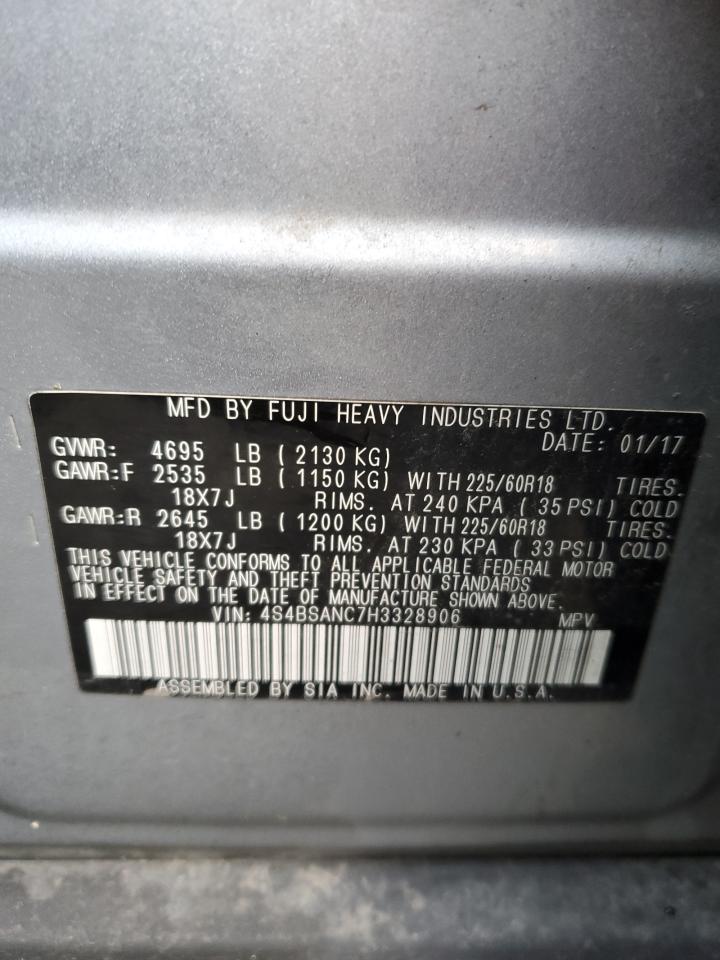 MFD BY FUJI HEAVY INDUSTRIES LTD.
DATE: 01/17
GVWR: 4695 LB ( 2130 KG)
GAWR:F 2535 LB ( 1150 KG) WITH 225/60R18 TIRES.
18X7J RIMS. AT 240 KPA ( 35 PSI) COLD
GAWR:R 2645 LB ( 1200 KG) WITH 225/60R18 TIRES.
18X7J RIMS. AT 230 KPA ( 33 PSI) COLD
THIS VEHICLE CONFORMS TO ALL APPLICABLE FEDERAL MOTOR
VEHICLE SAFETY AND THEFT PREVENTION STANDARDS
IN EFFECT ON THE DATE OF MANUFACTURE SHOWN ABOVE.
VIN: 4S4BSANC7H3328906 MPV
ASSEMBLED BY SIA INC. MADE IN U.S.A.